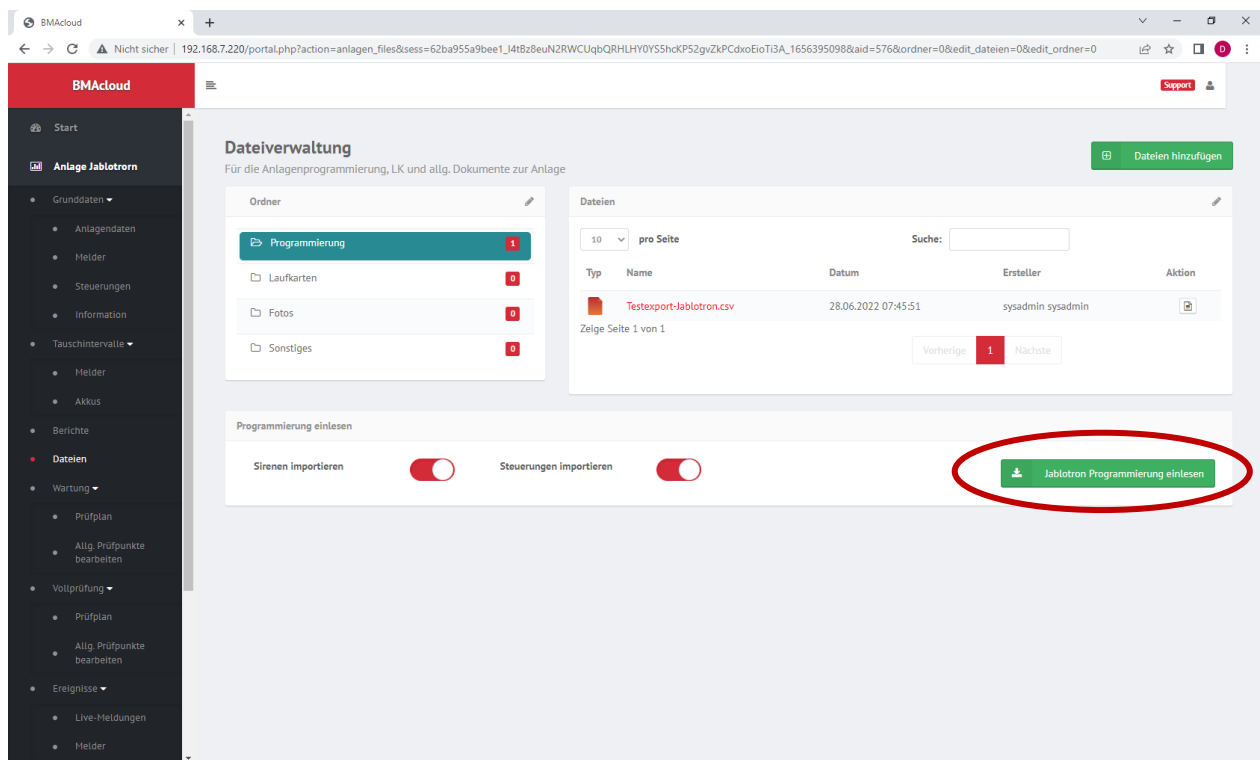 BMAcloud
Nicht sicher 192.168.7.220/portal.php?action=anlagen_files&sess=62ba955a9bee1_l4tBz8euN2RWCUqbQRHLHY0YS5hcKP52gvZkPCdxoEioTi3A_1656395098&aid=576&ordner=0&edit_dateien=0&edit_ordner=0
D
BMAcloud
Support
Start
Anlage Jablotrorn
Grunddaten
Anlagendaten
Melder
Steuerungen
Information
Tauschintervalle
Melder
Akkus
Berichte
Dateien
Wartung
Prüfplan
Allg. Prüfpunkte
bearbeiten
Vollprüfung
Prüfplan
Allg. Prüfpunkte
bearbeiten
Ereignisse
Live-Meldungen
Melder
Dateiverwaltung
Für die Anlagenprogrammierung, LK und allg. Dokumente zur Anlage
Dateien hinzufügen
Ordner
Programmierung 1
Laufkarten 0
Fotos 0
Sonstiges 0
Dateien
10 pro Seite Suche:
Typ Name Datum Ersteller Aktion
Testexport-Jablotron.csv 28.06.2022 07:45:51 sysadmin sysadmin
Zeige Seite 1 von 1
Vorherige 1 Nächste
Programmierung einlesen
Sirenen importieren Steuerungen importieren Jablotron Programmierung einlesen